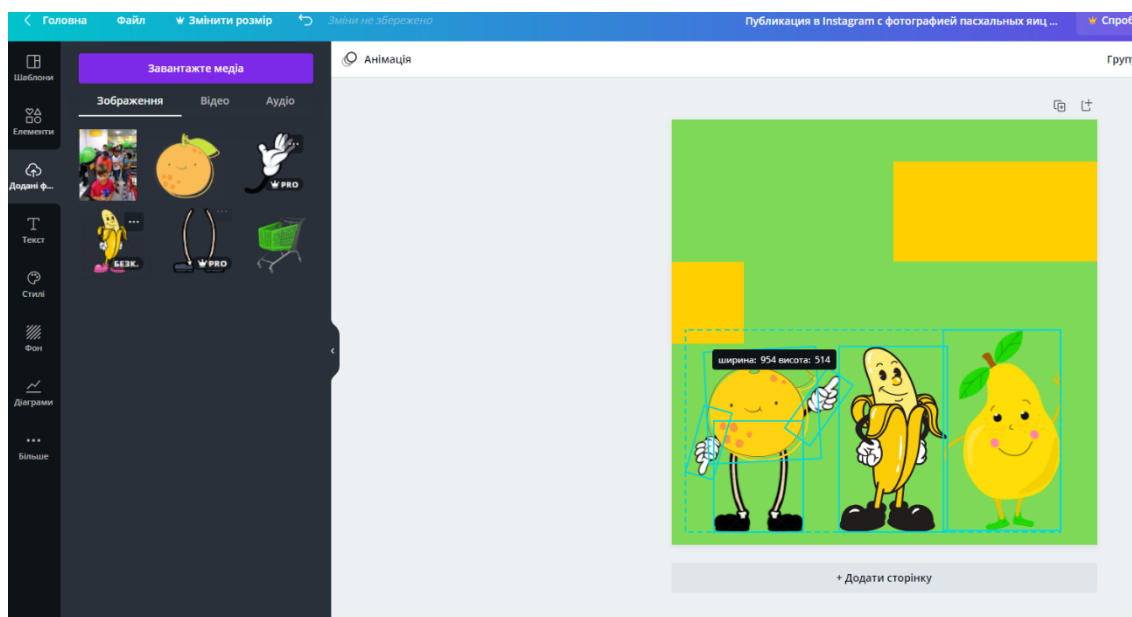 Головна Файл Змінити розмір Зміни не збережено Публикация в Instagram с фотографией пасхальных яиц ... Спроб
Шаблони
Елементи
Додані ф...
Текст
Стилі
Фон
Діаграми
Більше
Завантажте медіа
Зображення Відео Аудіо
PRO
БЕЗК.
PRO
Анімація
Груп
ширина: 954 висота: 514
+ Додати сторінку